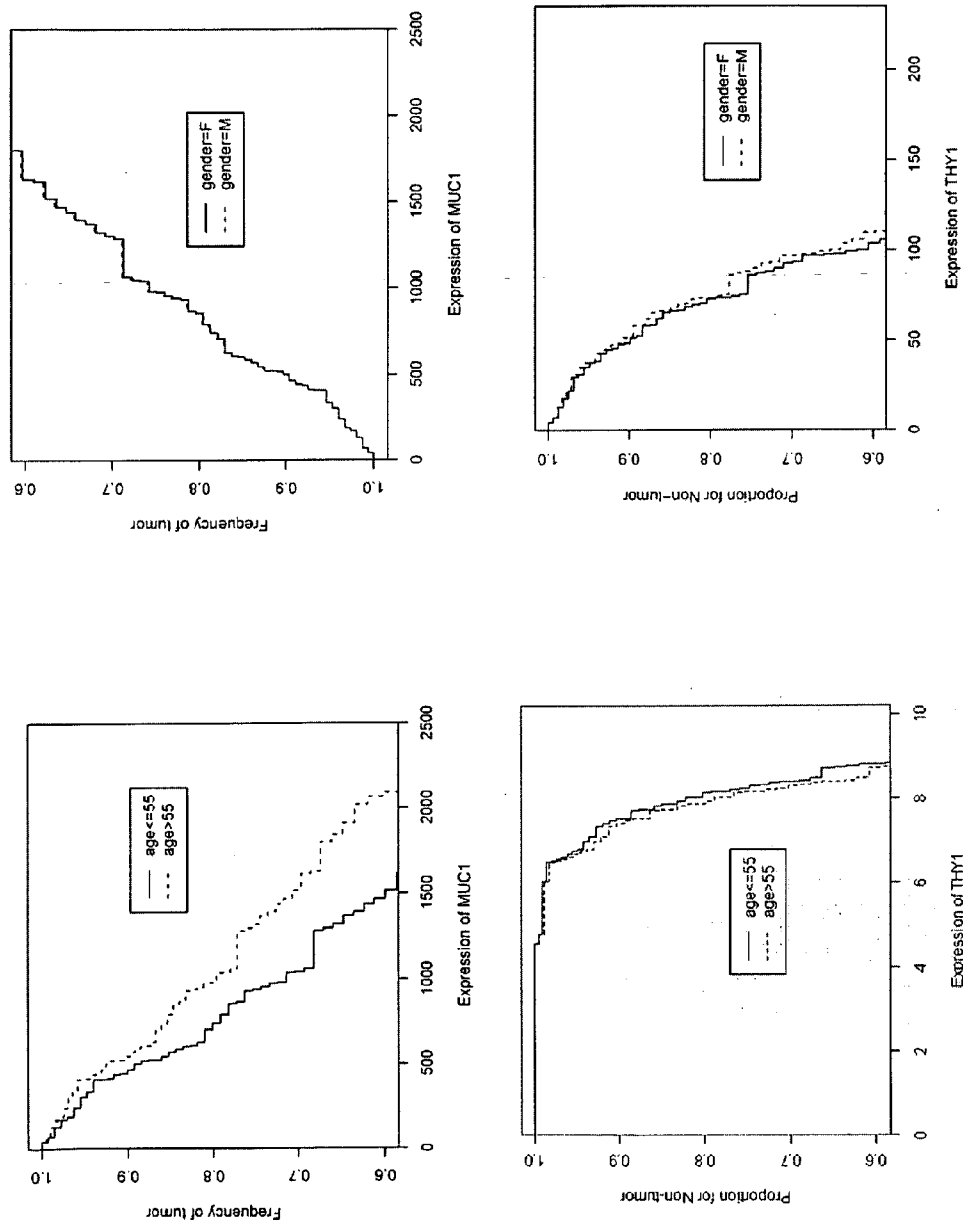 0.6
0.7
0.8
0.9
1.0
Frequency of tumor
gender=F
gender=M
0
500
1000
1500
2000
2500
Expression of MUC1
1.0
0.9
0.8
0.7
0.6
Proportion for Non-tumor
gender=F
gender=M
0
50
100
150
200
Expression of THY1
1.0
0.9
0.8
0.7
0.6
Frequency of tumor
age<=55
age>55
0
500
1000
1500
2000
2500
Expression of MUC1
1.0
0.9
0.8
0.7
0.6
Proportion for Non-tumor
age<=55
age>55
0
2
4
6
8
10
Expression of THY1